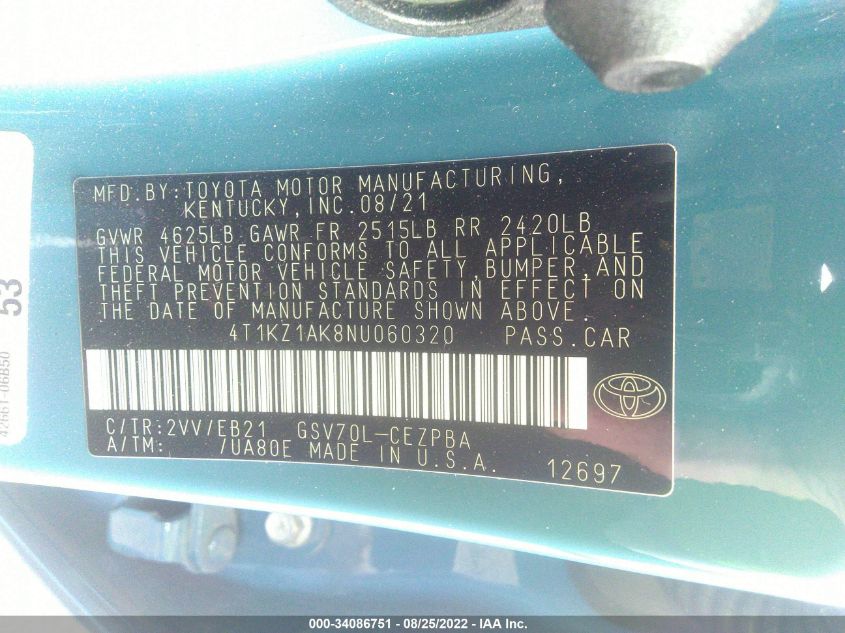 MFD.BY:TOYOTA MOTOR MANUFACTURING,
KENTUCKY,INC.08/21
GVWR 4625LB GAWR FR 2515LB RR 2420LB
THIS VEHICLE CONFORMS TO ALL APPLICABLE
FEDERAL MOTOR VEHICLE SAFETY,BUMPER,AND
THEFT PREVENTION STANDARDS IN EFFECT ON
THE DATE OF MANUFACTURE SHOWN ABOVE.
4T1KZ1AK8NU060320 PASS.CAR
C/TR:2VV/EB21 GSV70L-CEZPBA
A/TM: /UA80E MADE IN U.S.A.
12697
53
42661-06B50
000-34086751 - 08/25/2022 - IAA Inc.